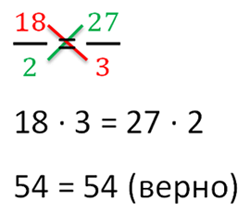 18/2 = 27/3
18 · 3 = 27 · 2
54 = 54 (верно)